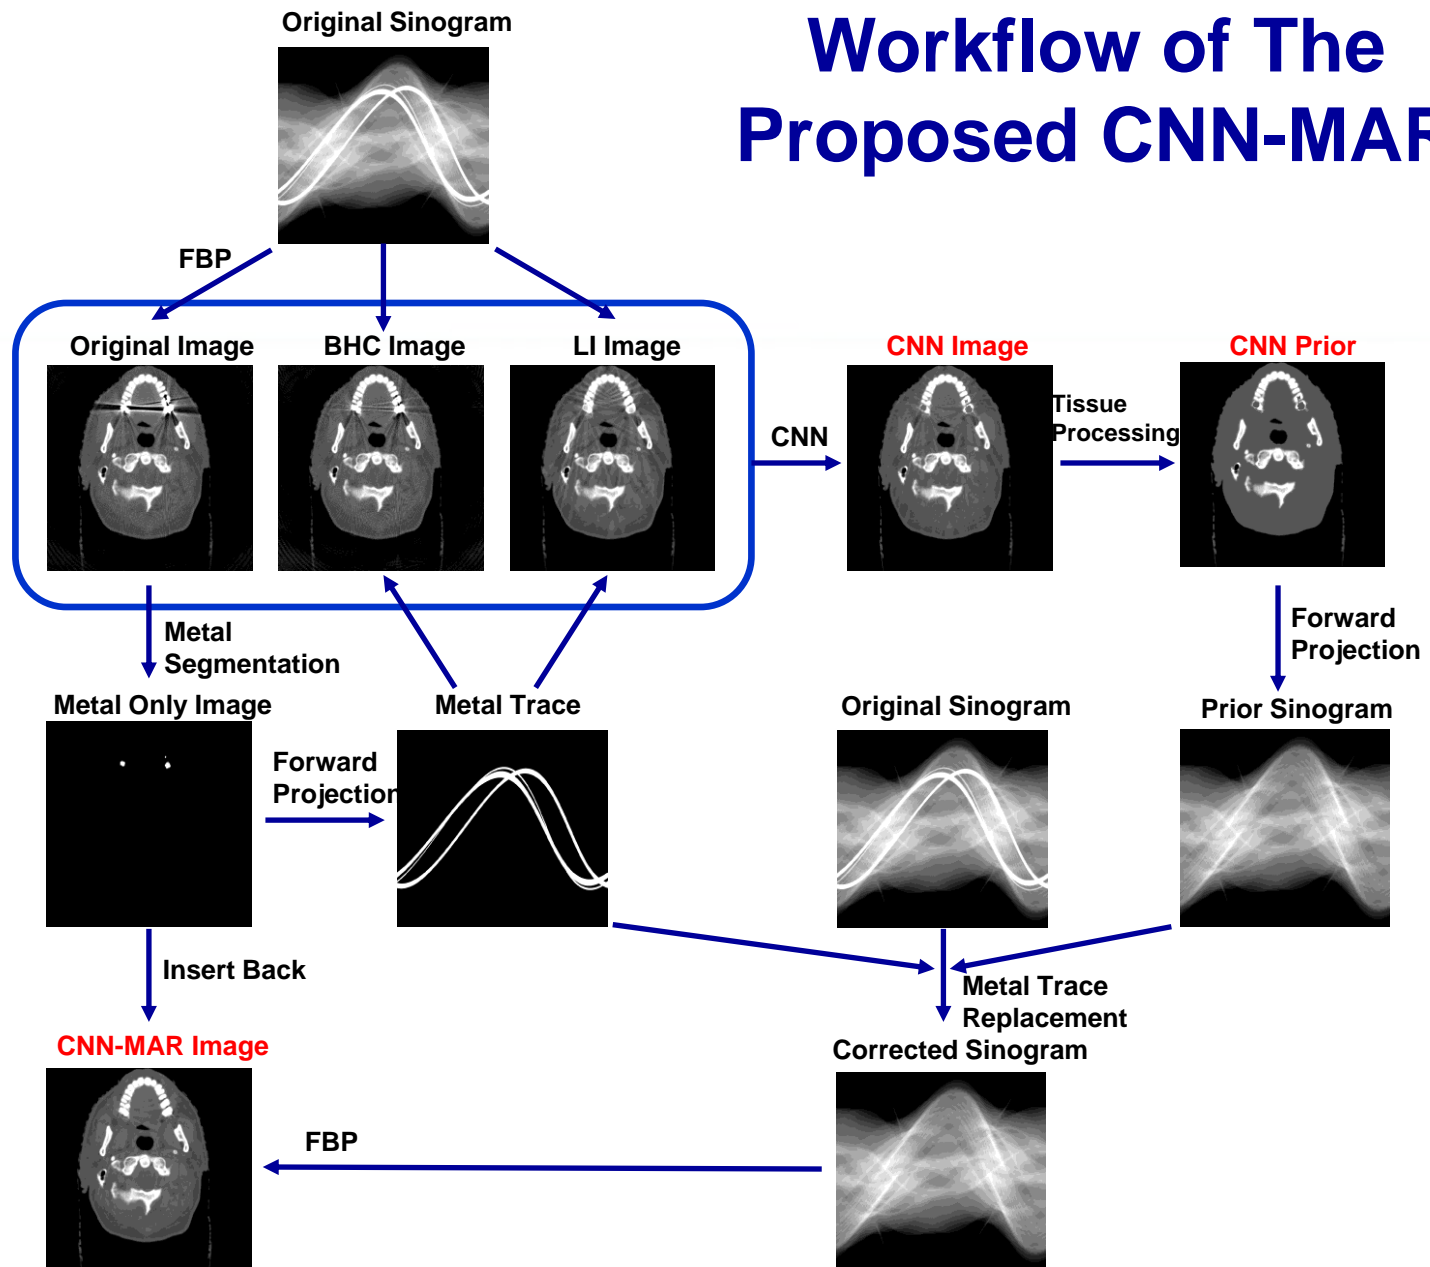 Original Sinogram
Workflow of The
Proposed CNN-MAR
FBP
Original Image
BHC Image
LI Image
CNN Image
CNN Prior
CNN
Tissue
Processing
Metal
Segmentation
Forward
Projection
Metal Only Image
Metal Trace
Original Sinogram
Prior Sinogram
Forward
Projection
Insert Back
Metal Trace
Replacement
CNN-MAR Image
Corrected Sinogram
FBP